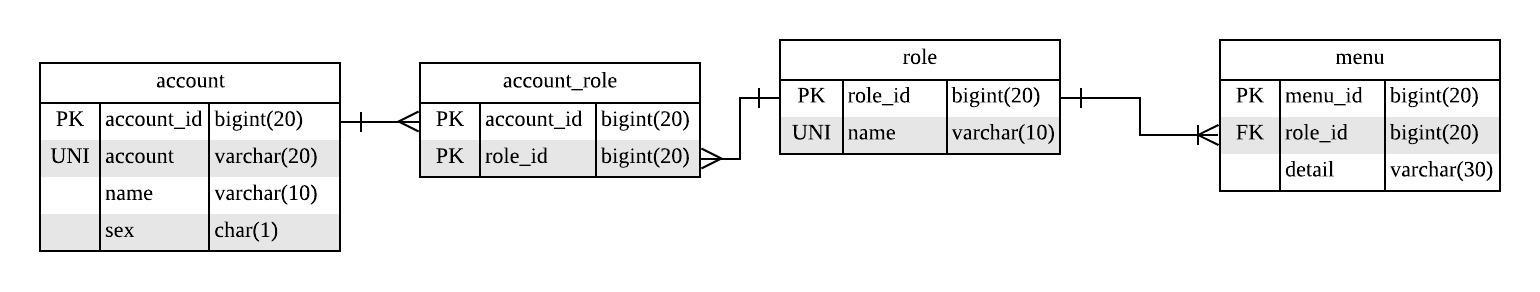 account
PK account_id bigint(20)
UNI account varchar(20)
name varchar(10)
sex char(1)
account_role
PK account_id bigint(20)
PK role_id bigint(20)
role
PK role_id bigint(20)
UNI name varchar(10)
menu
PK menu_id bigint(20)
FK role_id bigint(20)
detail varchar(30)